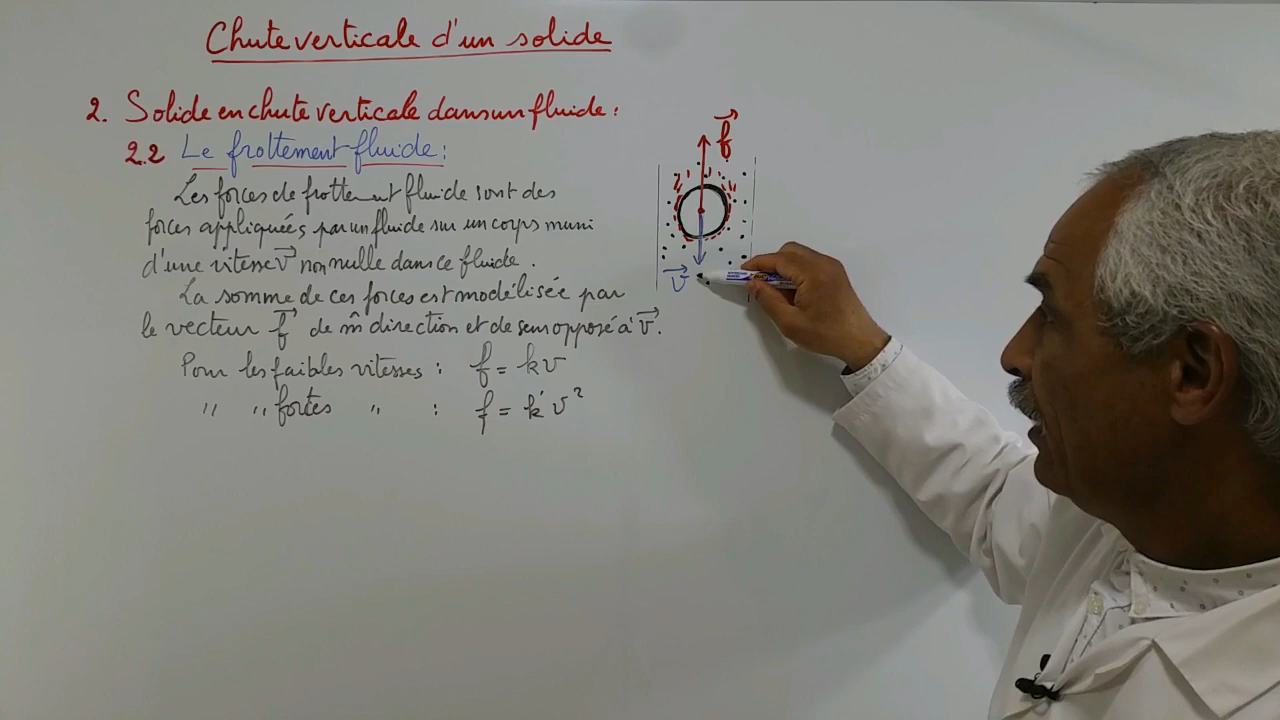 Chute verticale d'un solide
2. Solide en chute verticale dans un fluide :
2.2 Le frottement fluide :
Les forces de frottement fluide sont des
forces appliquées par un fluide sur un corps muni
d'une vitesse v⃗ non nulle dans ce fluide.
La somme de ces forces est modélisée par
le vecteur f⃗ de m̂ direction et de sens opposé à v⃗.
Pour les faibles vitesses : f = kv
" " fortes " : f = k'v²
f⃗
v⃗